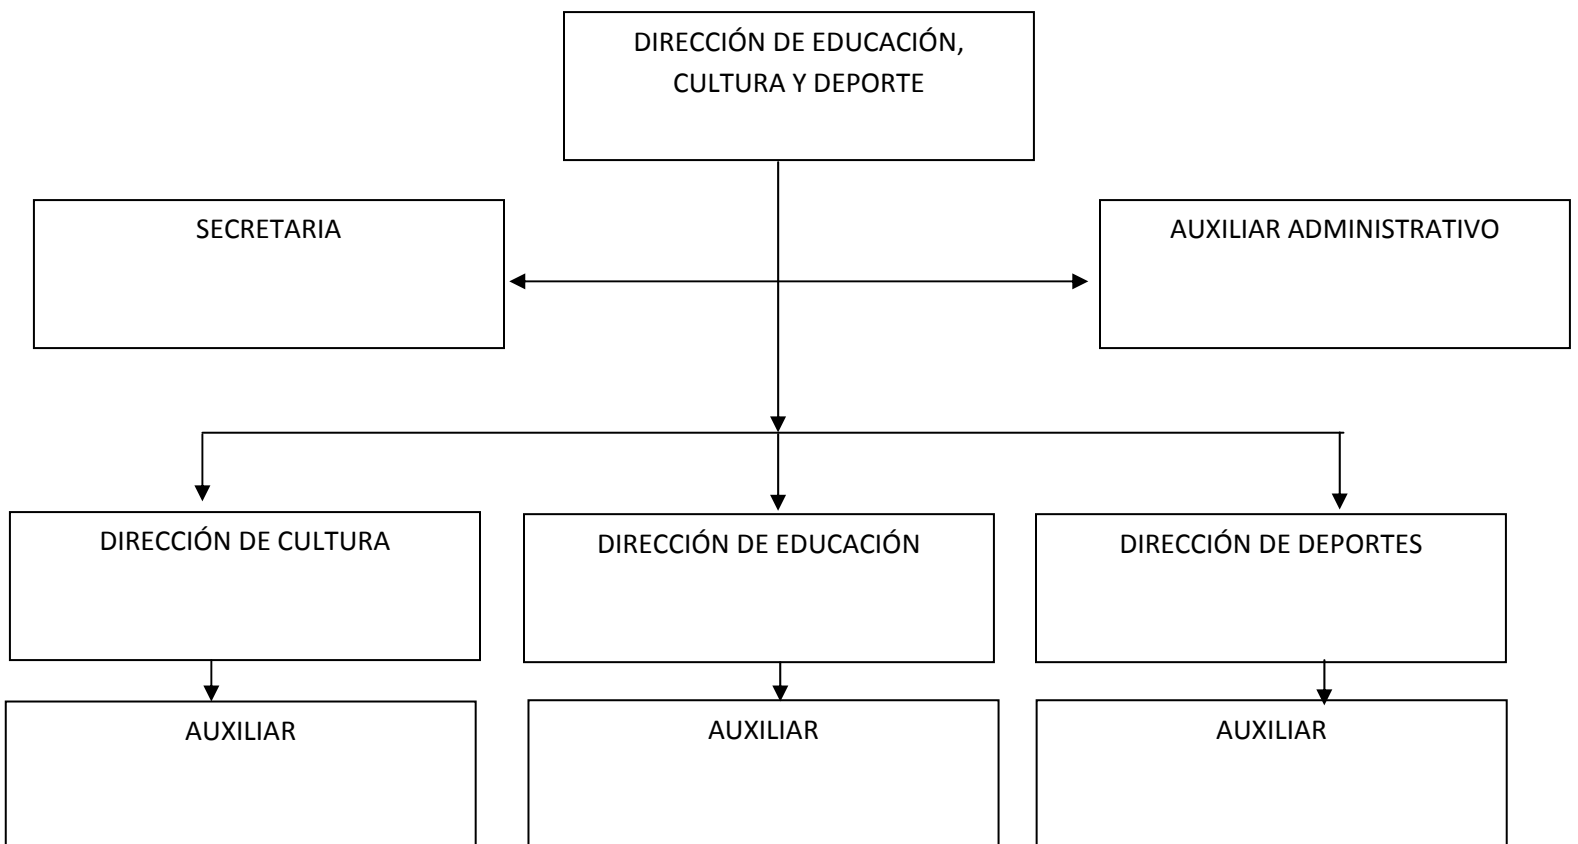 DIRECCIÓN DE EDUCACIÓN,
CULTURA Y DEPORTE
SECRETARIA
AUXILIAR ADMINISTRATIVO
DIRECCIÓN DE CULTURA
DIRECCIÓN DE EDUCACIÓN
DIRECCIÓN DE DEPORTES
AUXILIAR
AUXILIAR
AUXILIAR